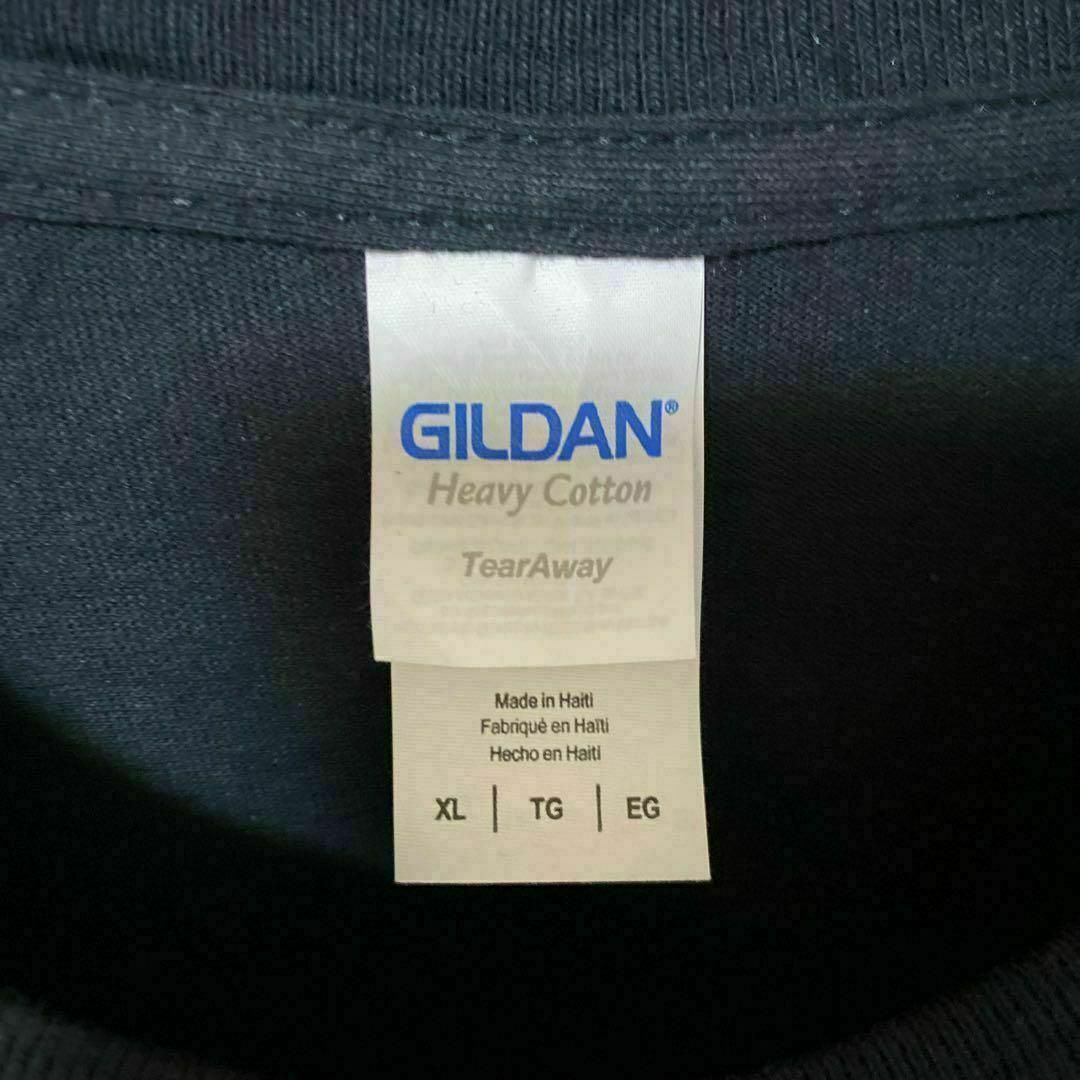 GILDAN®
Heavy Cotton
TearAway
Made in Haiti
Fabriqué en Haïti
Hecho en Haiti
XL | TG | EG